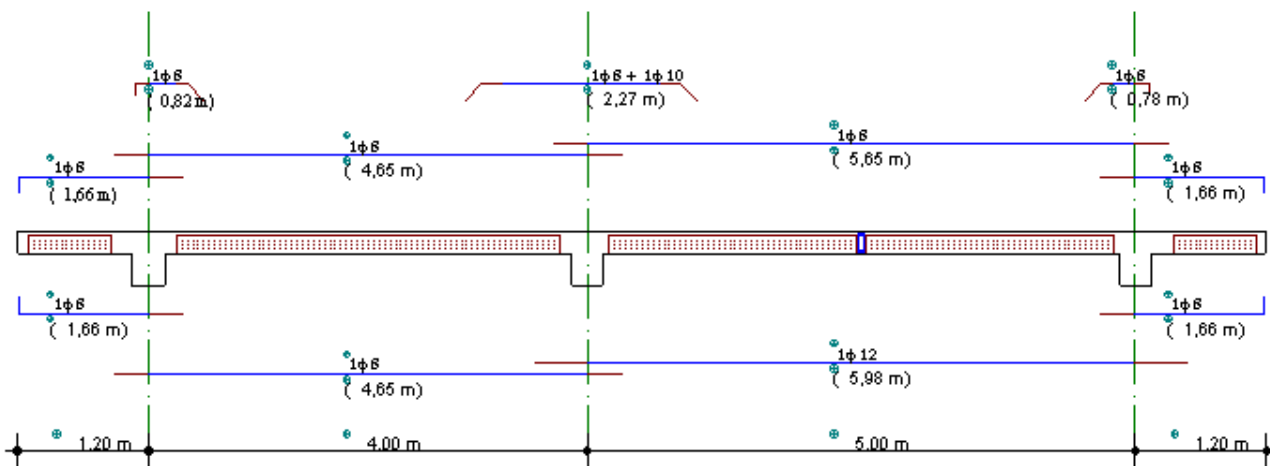 1ϕ8
( 0,82 m)
1ϕ8 + 1ϕ10
( 2,27 m)
1ϕ8
( 0,78 m)
1ϕ8
( 1,66 m)
1ϕ8
( 4,65 m)
1ϕ8
( 5,65 m)
1ϕ8
( 1,66 m)
1ϕ8
( 1,66 m)
1ϕ8
( 4,65 m)
1ϕ12
( 5,98 m)
1ϕ8
( 1,66 m)
1.20 m
4.00 m
5.00 m
1.20 m